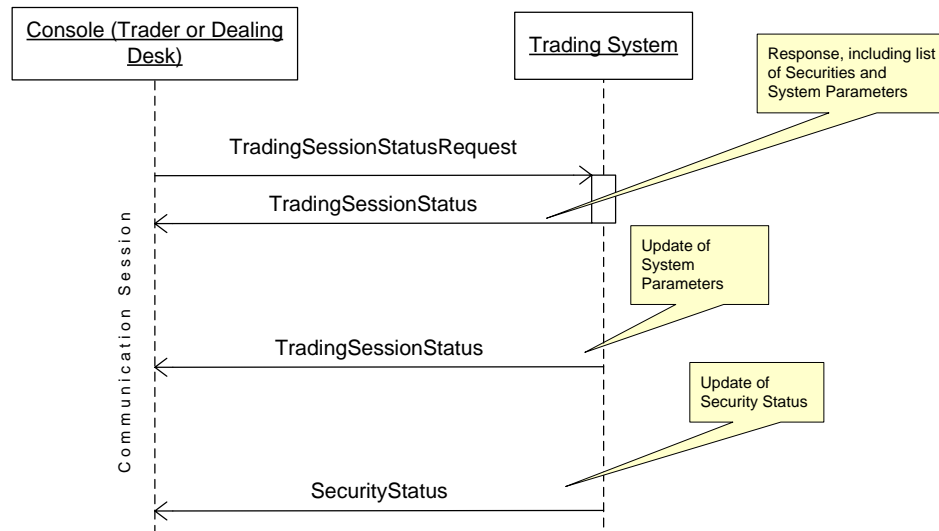 Console (Trader or Dealing
Desk)
Trading System
Response, including list
of Securities and
System Parameters
TradingSessionStatusRequest
TradingSessionStatus
Update of
System
Parameters
TradingSessionStatus
Update of
Security Status
SecurityStatus
Communication Session